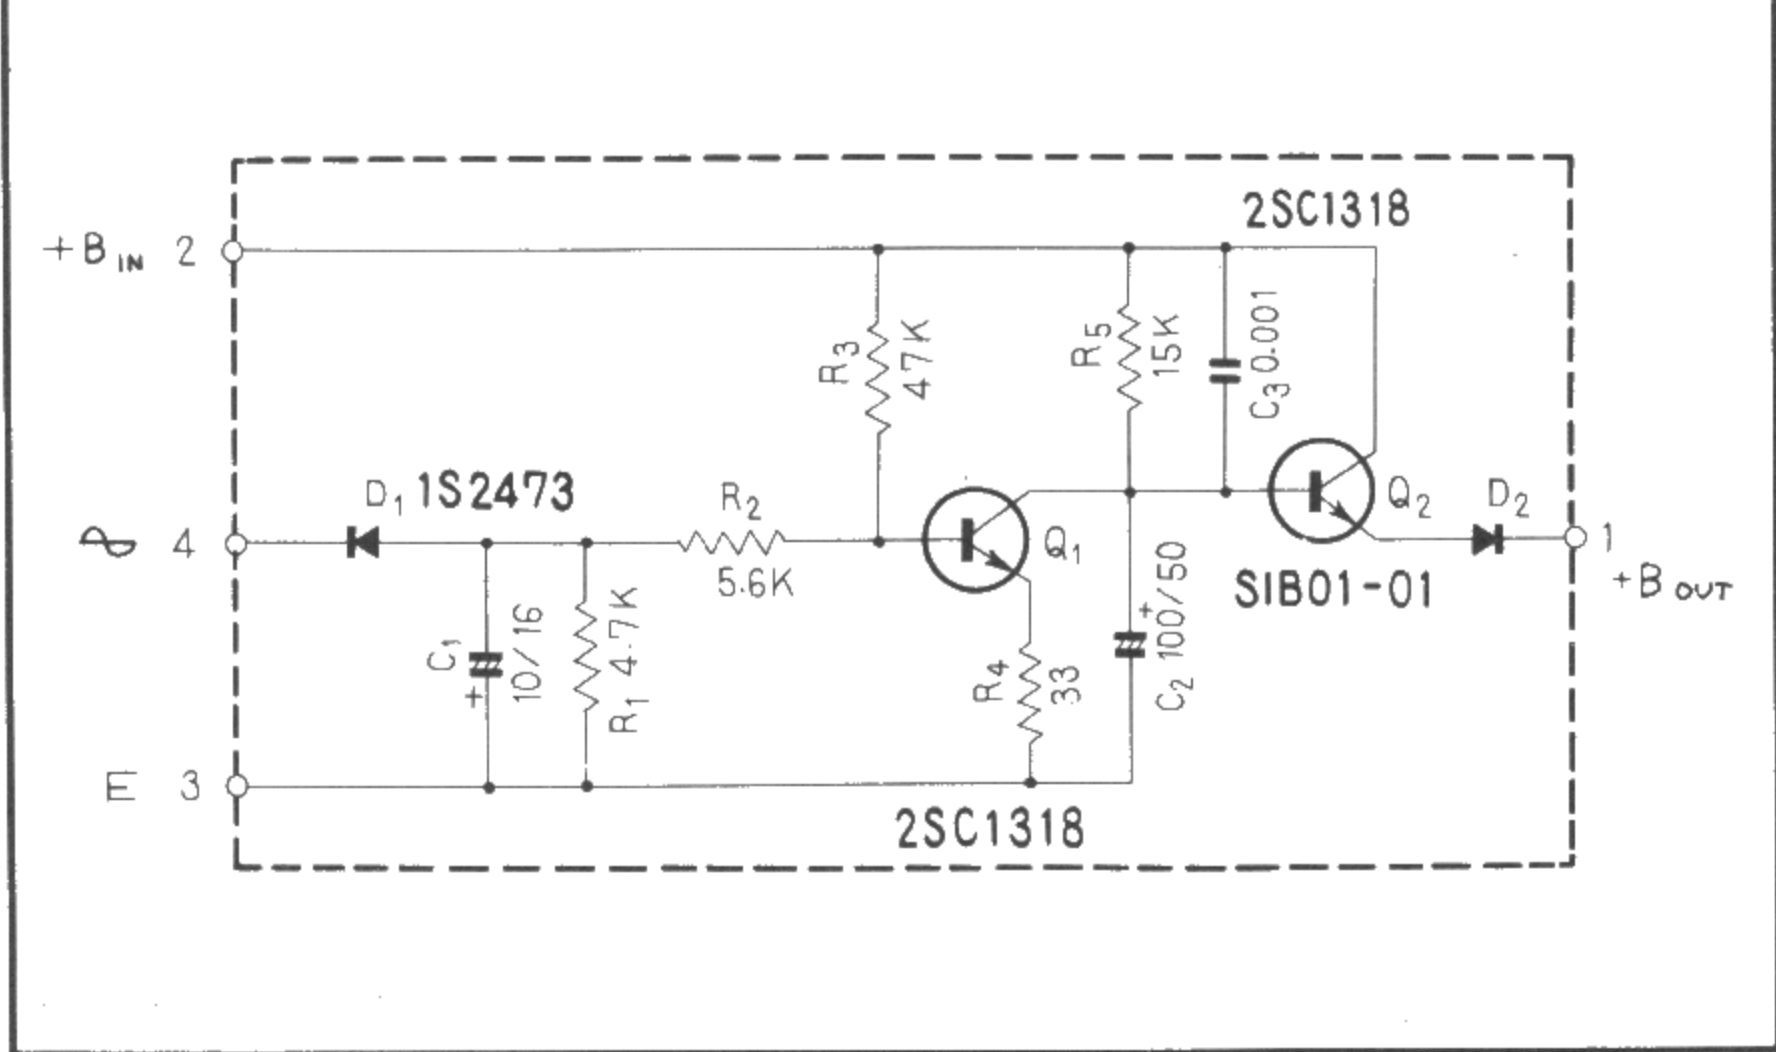 2SC1318
+B IN 2
R3 47K
R5 15K
C3 0.001
D1 1S2473
R2
5.6K
4
Q1
Q2
D2
1
+B OUT
S1B01-01
C1 10/16
+
R1 4.7K
R4 33
C2 100/50
+
E 3
2SC1318